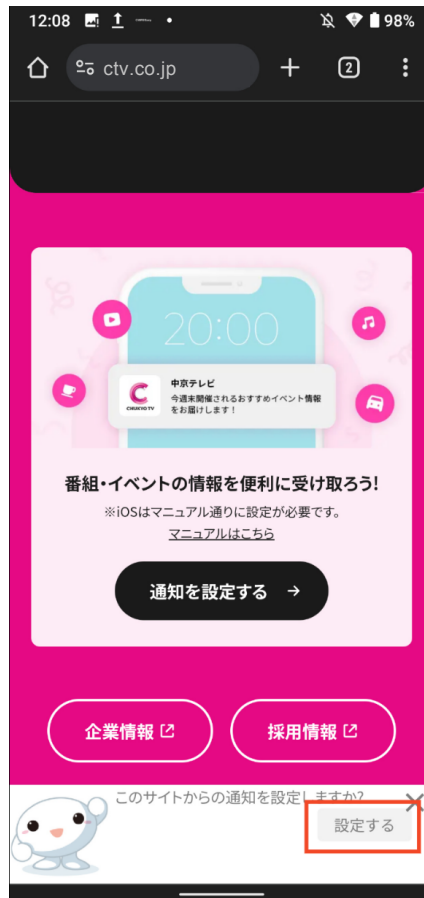 12:08
98%
ctv.co.jp
2
20:00
中京テレビ
今週末開催されるおすすめイベント情報
をお届けします！
CHUKYO TV
番組・イベントの情報を便利に受け取ろう!
※iOSはマニュアル通りに設定が必要です。
マニュアルはこちら
通知を設定する →
企業情報
採用情報
このサイトからの通知を設定しますか?
設定する